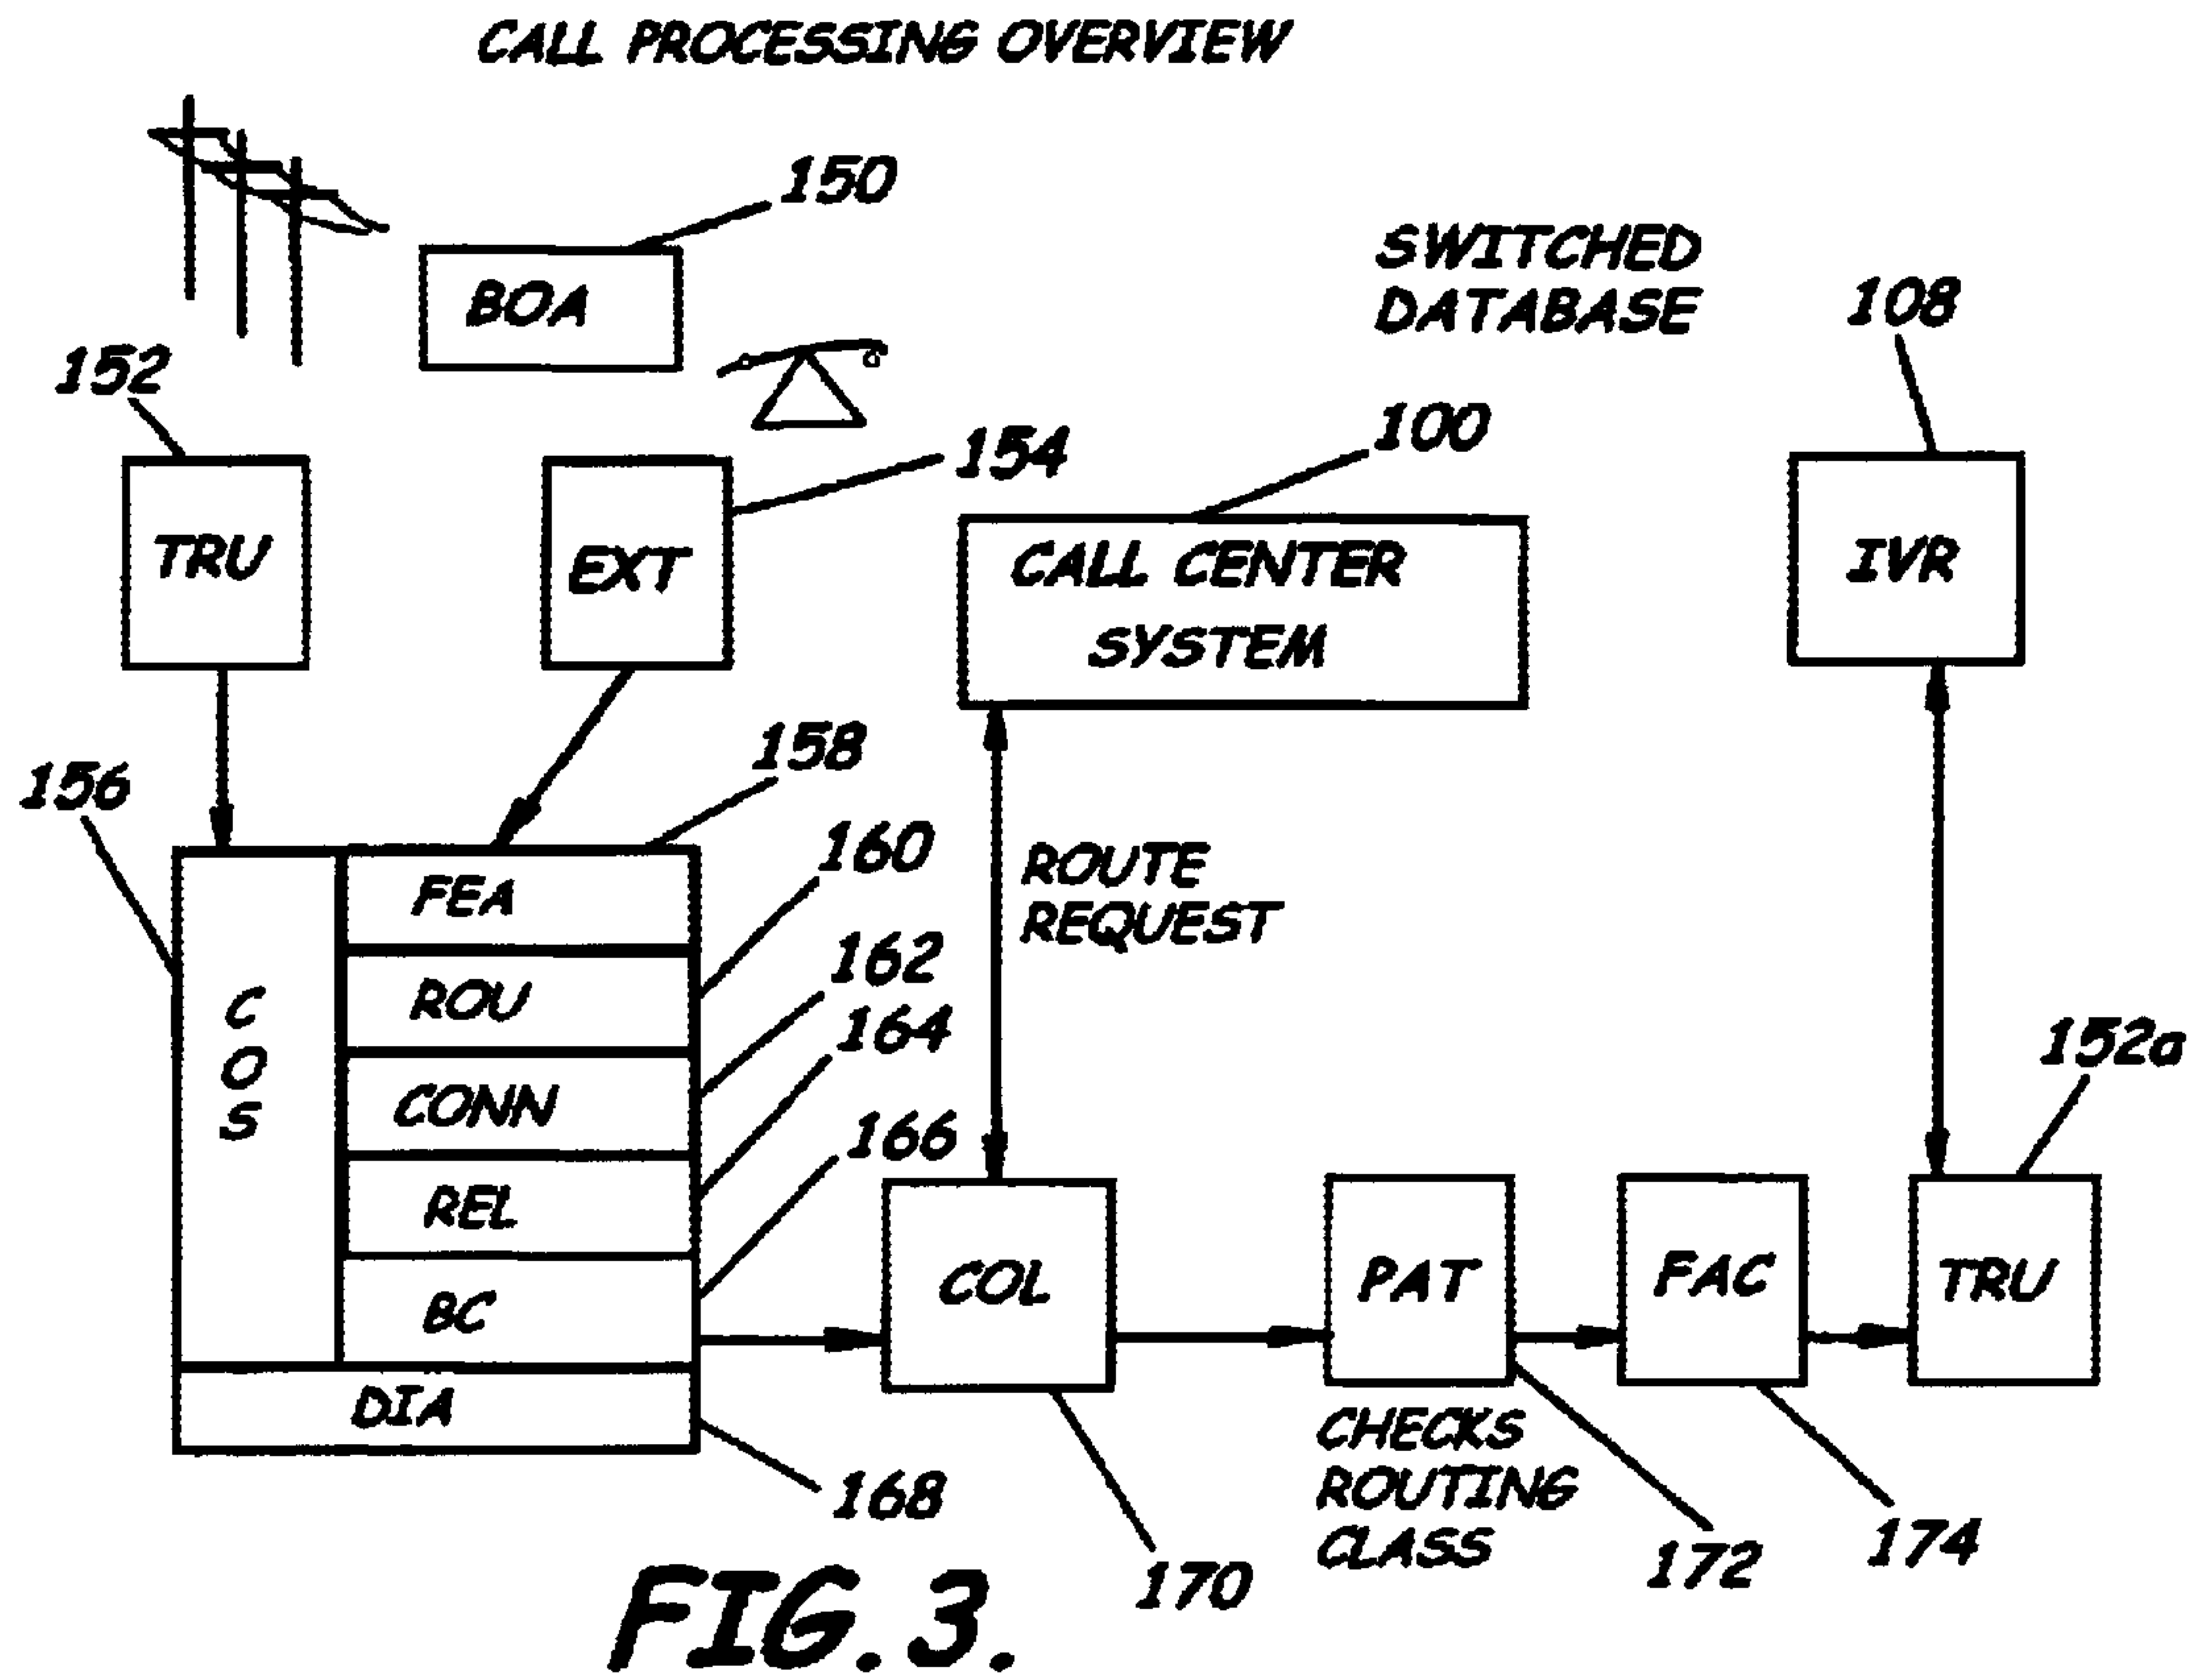 CALL PROCESSING OVERVIEW
150
BOA
SWITCHED
DATABASE
108
152
100
154
TRU
EXT
CALL CENTER
SYSTEM
IVR
158
156
160
FEA
ROUTE
REQUEST
162
ROU
164
C
O
S
152a
CONN
166
REL
COL
PAT
FAC
TRU
BC
DIA
CHECKS
ROUTING
CLASS
168
170
172
174
FIG. 3.